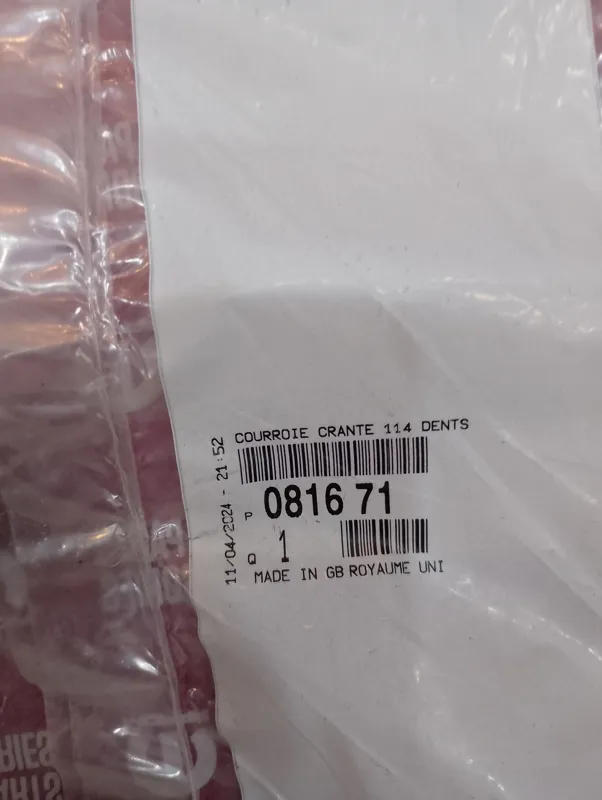 COURROIE CRANTE 114 DENTS
11/04/2024 - 21:52
P 0816 71
Q 1
MADE IN GB ROYAUME UNI